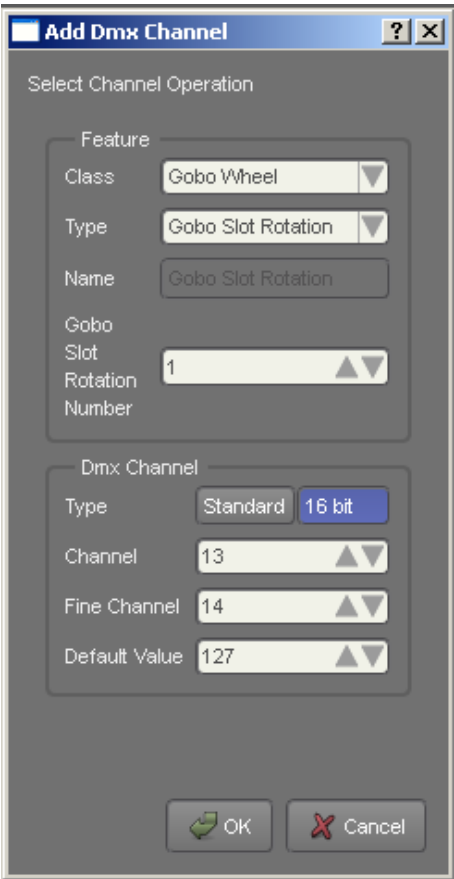 Add Dmx Channel ? X
Select Channel Operation
Feature
Class Gobo Wheel
Type Gobo Slot Rotation
Name Gobo Slot Rotation
Gobo
Slot
Rotation 1
Number
Dmx Channel
Type Standard 16 bit
Channel 13
Fine Channel 14
Default Value 127
OK Cancel